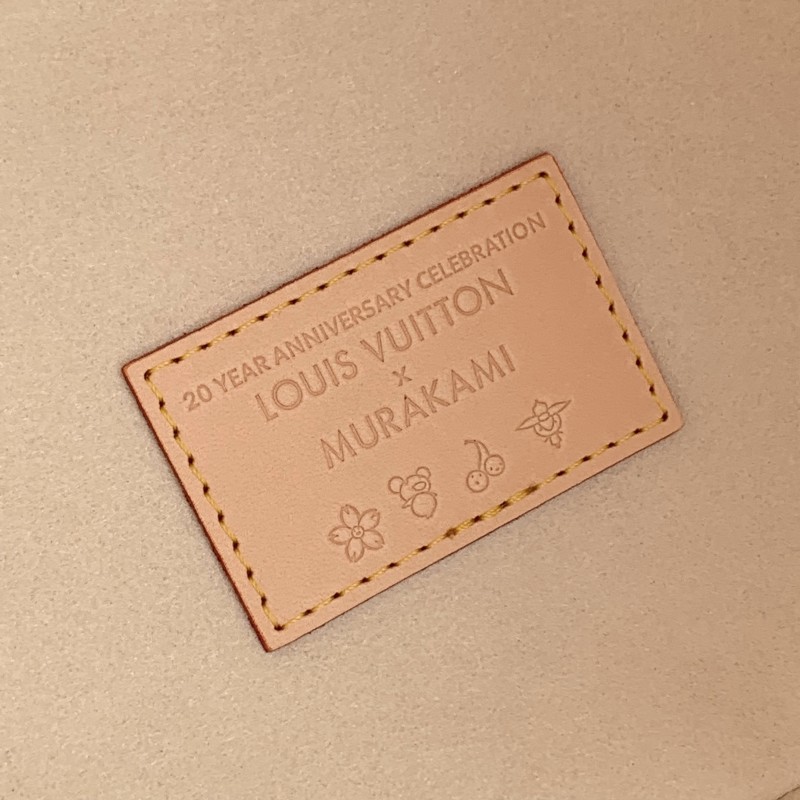 20 YEAR ANNIVERSARY CELEBRATION
LOUIS VUITTON
x
MURAKAMI